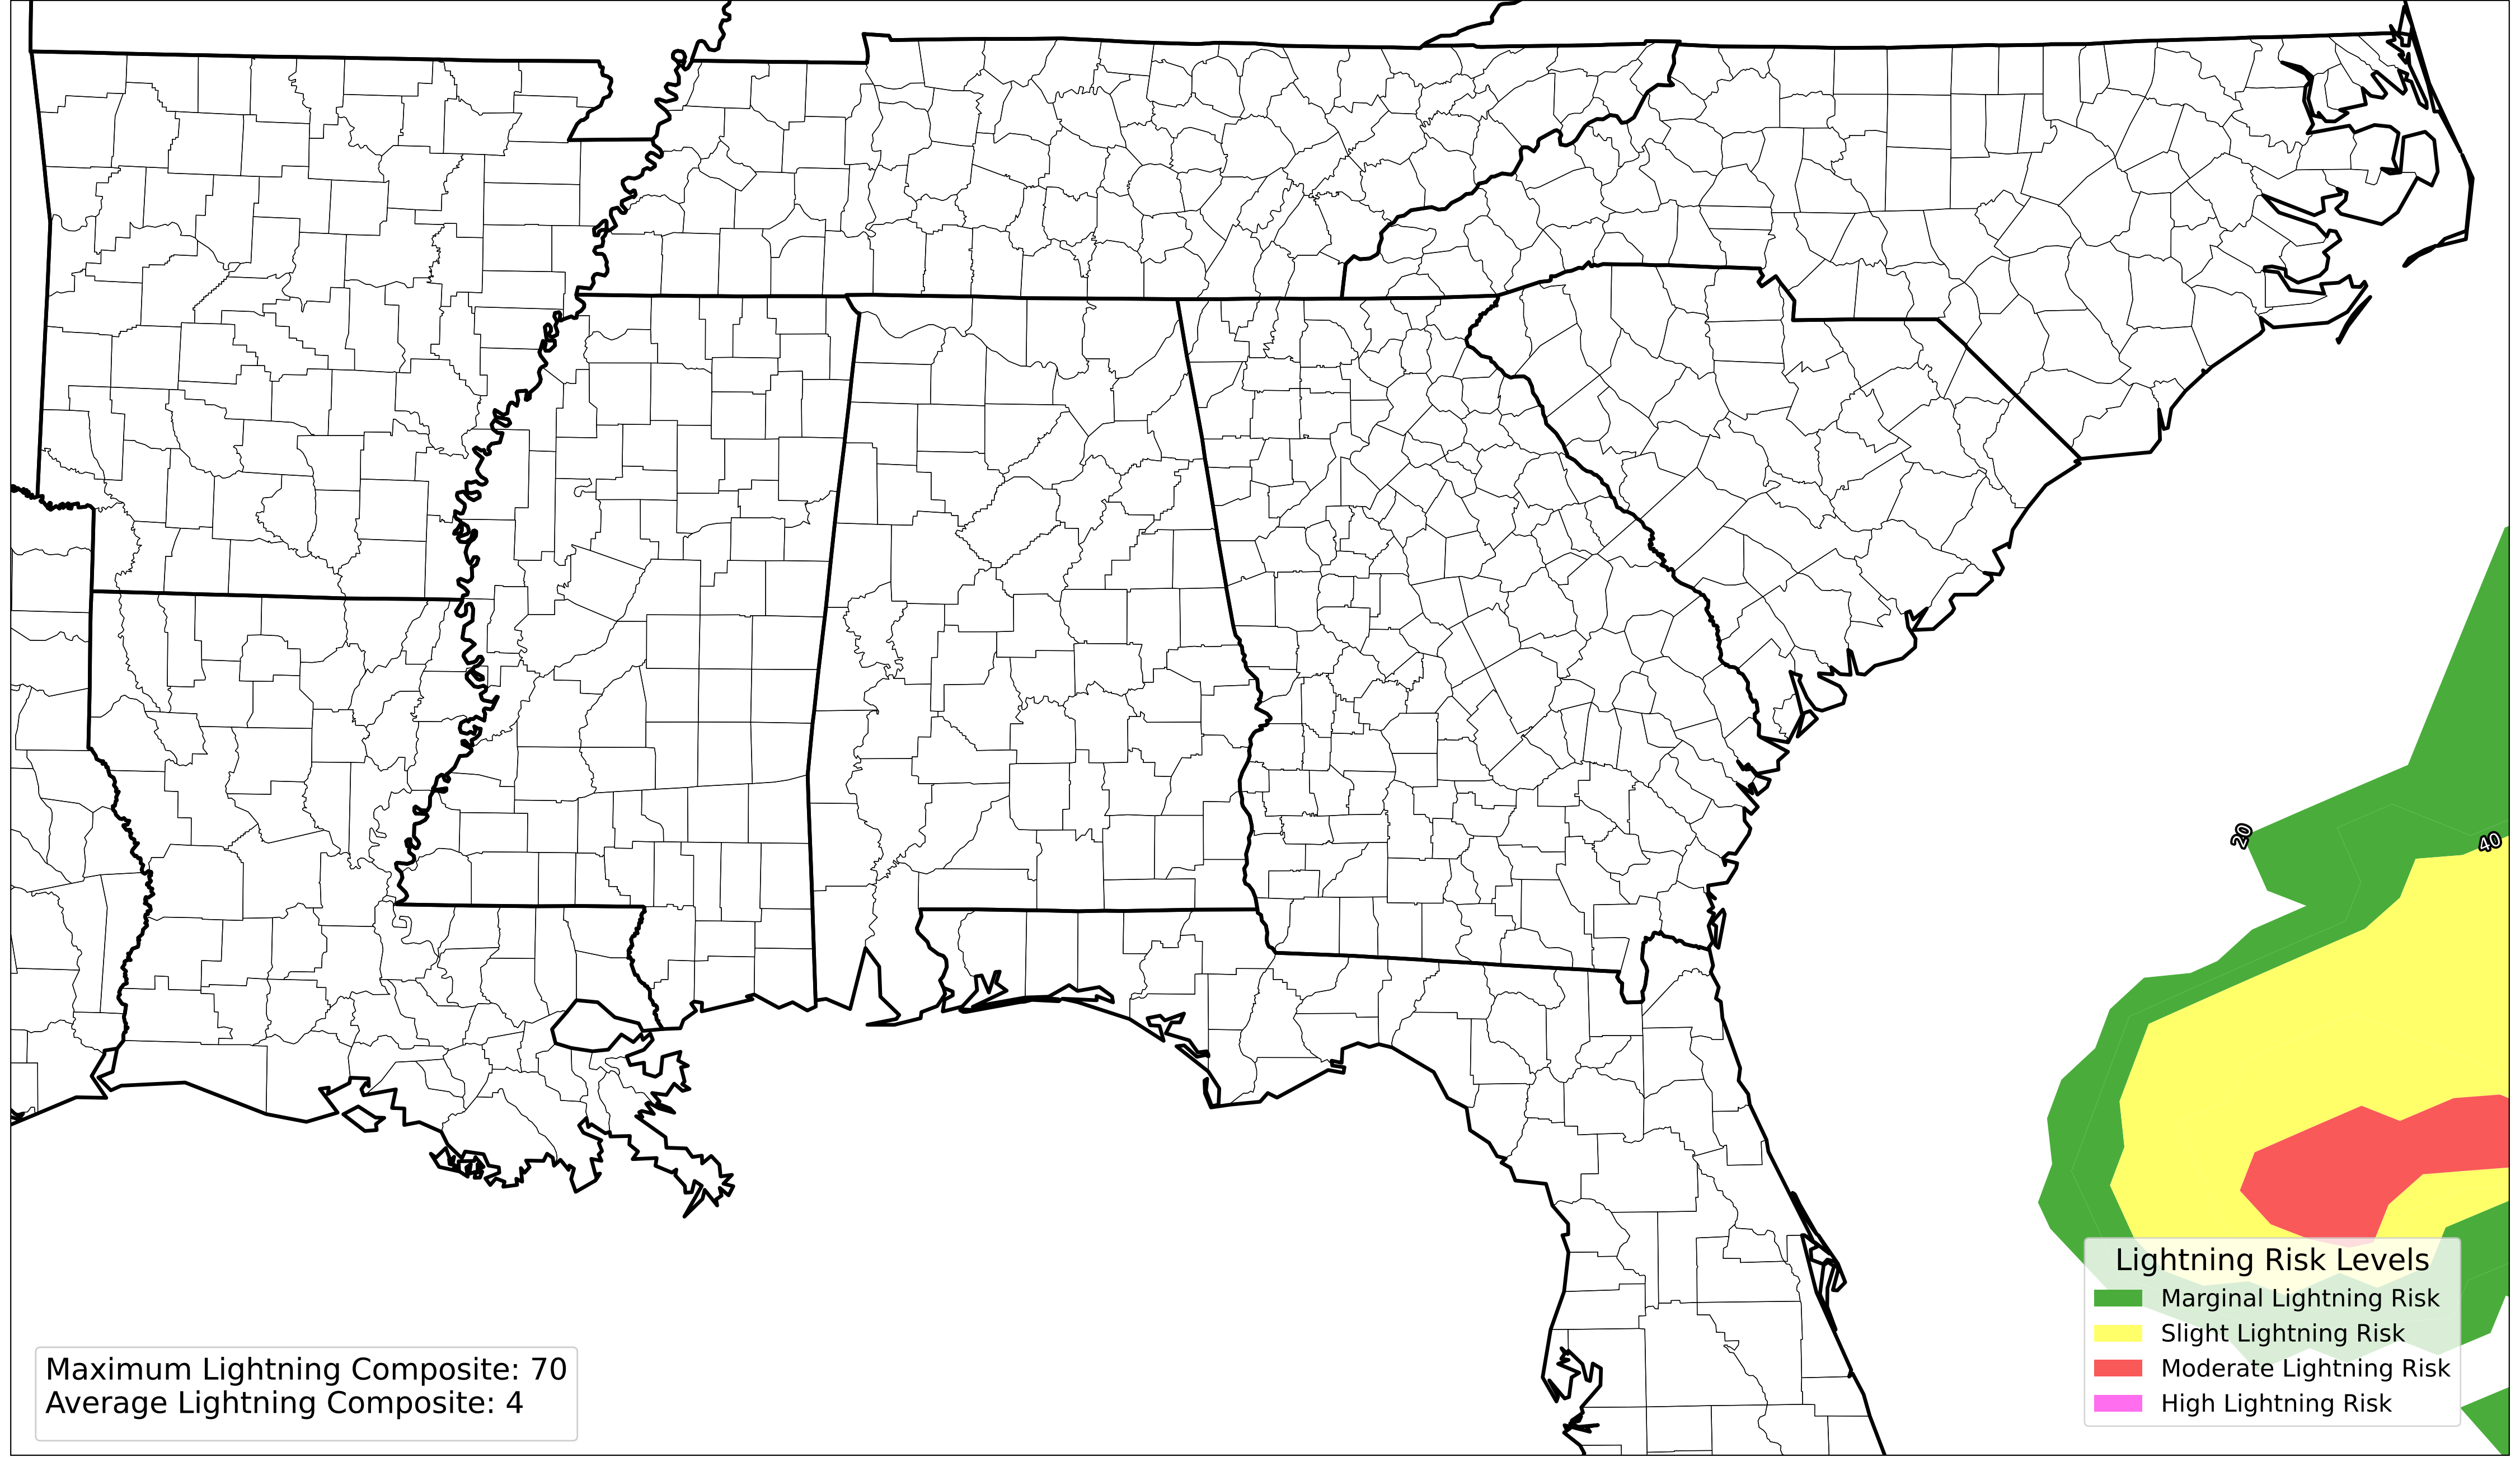 20
40
Lightning Risk Levels
Marginal Lightning Risk
Slight Lightning Risk
Moderate Lightning Risk
High Lightning Risk
Maximum Lightning Composite: 70
Average Lightning Composite: 4